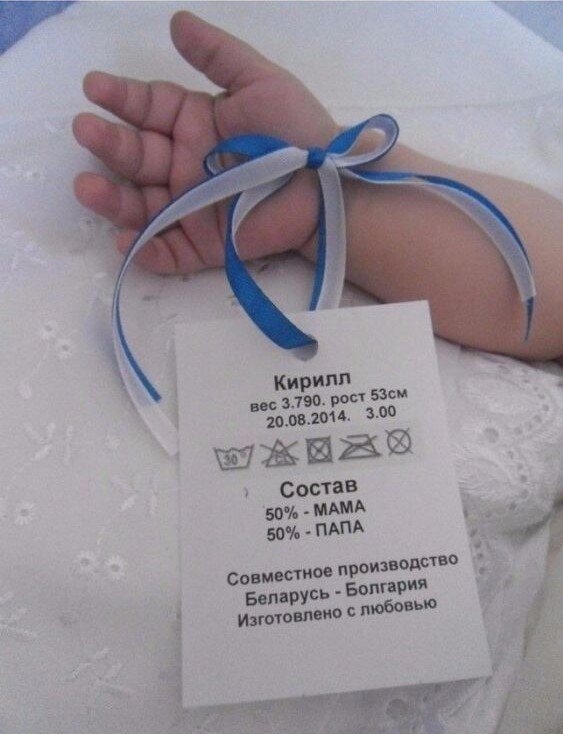 Кирилл
вес 3.790. рост 53см
20.08.2014. 3.00
30° CL
Состав
50% - МАМА
50% - ПАПА
Совместное производство
Беларусь - Болгария
Изготовлено с любовью